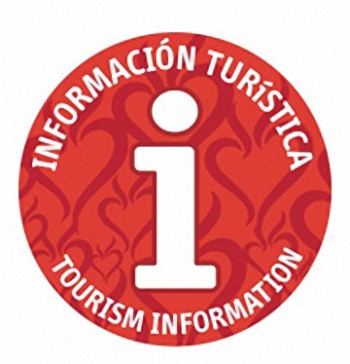 INFORMACIÓN TURÍSTICA
i
TOURISM INFORMATION